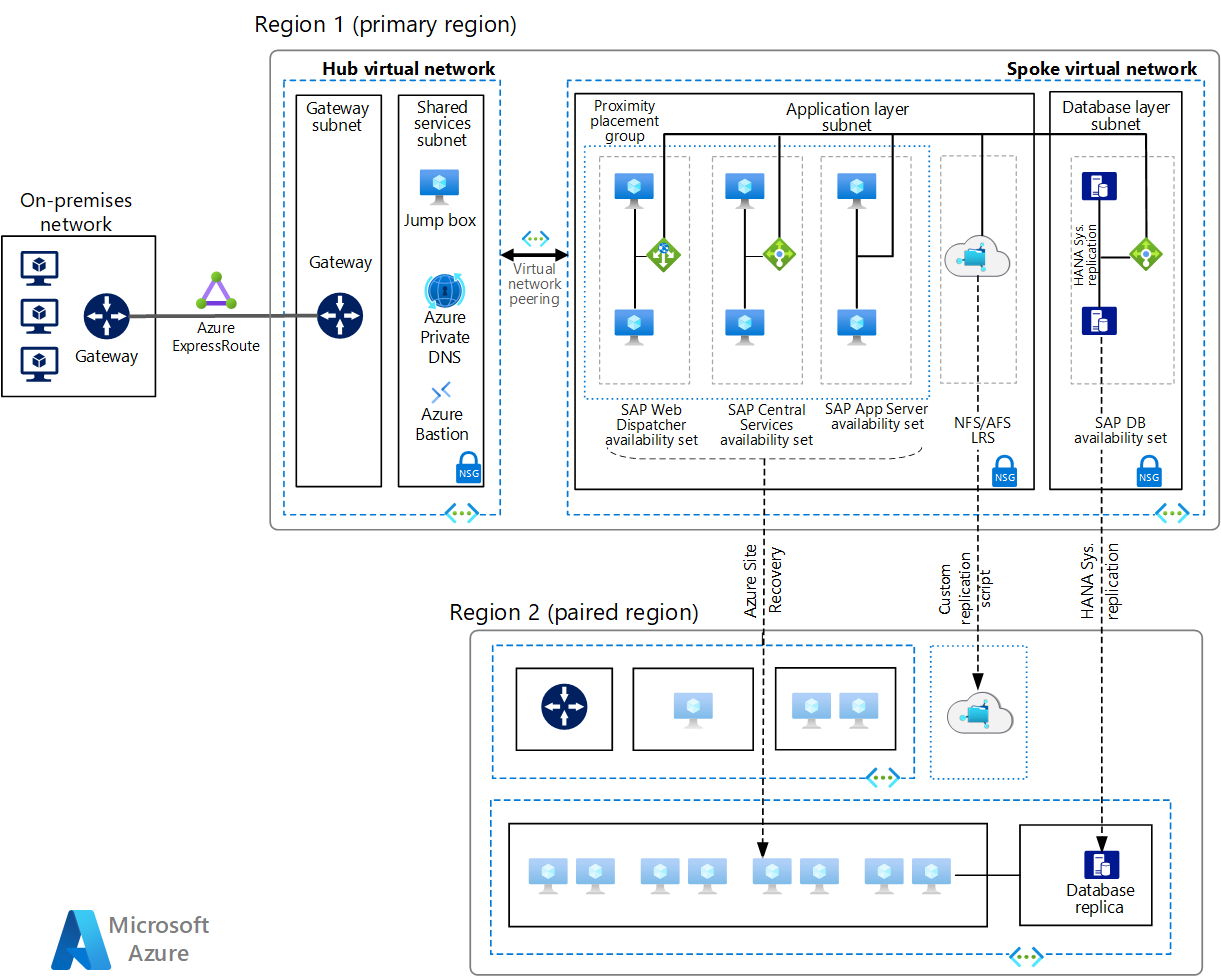 Region 1 (primary region)
Hub virtual network
Spoke virtual network
Gateway
subnet
Shared
services
subnet
Proximity
placement
group
Application layer
subnet
Database layer
subnet
Jump box
On-premises
network
Gateway
Azure
ExpressRoute
Gateway
Azure
Private
DNS
Azure
Bastion
NSG
Virtual
network
peering
HANA Sys.
replication
SAP Web
Dispatcher
availability set
SAP Central
Services
availability set
SAP App Server
availability set
NFS/AFS
LRS
SAP DB
availability set
NSG
NSG
Azure Site
Recovery
Custom
replication
script
HANA Sys.
replication
Region 2 (paired region)
Database
replica
Microsoft
Azure